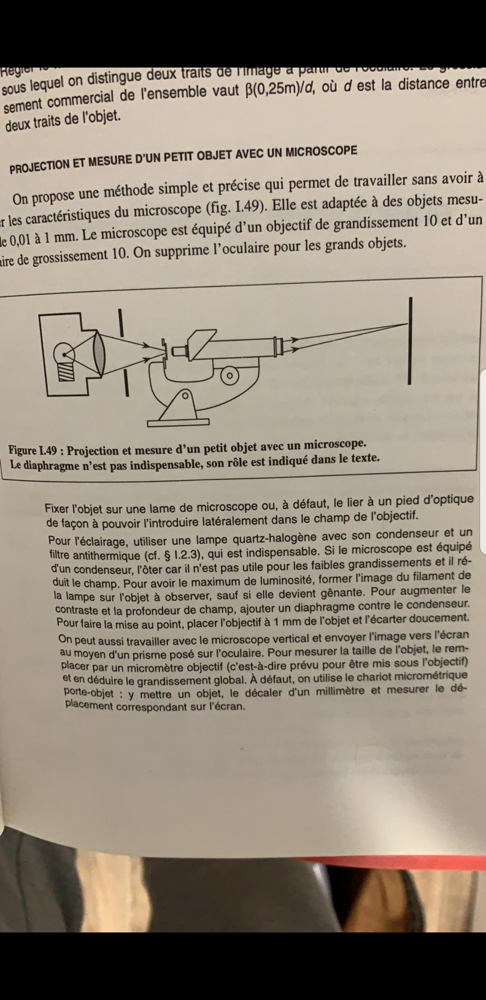 sous lequel on distingue deux traits de l'image à partir de l'oculaire.
sement commercial de l'ensemble vaut β(0,25m)/d, où d est la distance entre
deux traits de l'objet.
PROJECTION ET MESURE D'UN PETIT OBJET AVEC UN MICROSCOPE
On propose une méthode simple et précise qui permet de travailler sans avoir à
les caractéristiques du microscope (fig. I.49). Elle est adaptée à des objets mesu-
0,01 à 1 mm. Le microscope est équipé d'un objectif de grandissement 10 et d'un
de grossissement 10. On supprime l'oculaire pour les grands objets.
Figure I.49 : Projection et mesure d'un petit objet avec un microscope.
Le diaphragme n'est pas indispensable, son rôle est indiqué dans le texte.
Fixer l'objet sur une lame de microscope ou, à défaut, le lier à un pied d'optique
de façon à pouvoir l'introduire latéralement dans le champ de l'objectif.
Pour l'éclairage, utiliser une lampe quartz-halogène avec son condenseur et un
filtre antithermique (cf. § I.2.3), qui est indispensable. Si le microscope est équipé
d'un condenseur, l'ôter car il n'est pas utile pour les faibles grandissements et il ré-
duit le champ. Pour avoir le maximum de luminosité, former l'image du filament de
la lampe sur l'objet à observer, sauf si elle devient gênante. Pour augmenter le
contraste et la profondeur de champ, ajouter un diaphragme contre le condenseur.
Pour faire la mise au point, placer l'objectif à 1 mm de l'objet et l'écarter doucement.
On peut aussi travailler avec le microscope vertical et envoyer l'image vers l'écran
au moyen d'un prisme posé sur l'oculaire. Pour mesurer la taille de l'objet, le rem-
placer par un micromètre objectif (c'est-à-dire prévu pour être mis sous l'objectif)
et en déduire le grandissement global. À défaut, on utilise le chariot micrométrique
porte-objet : y mettre un objet, le décaler d'un millimètre et mesurer le dé-
placement correspondant sur l'écran.